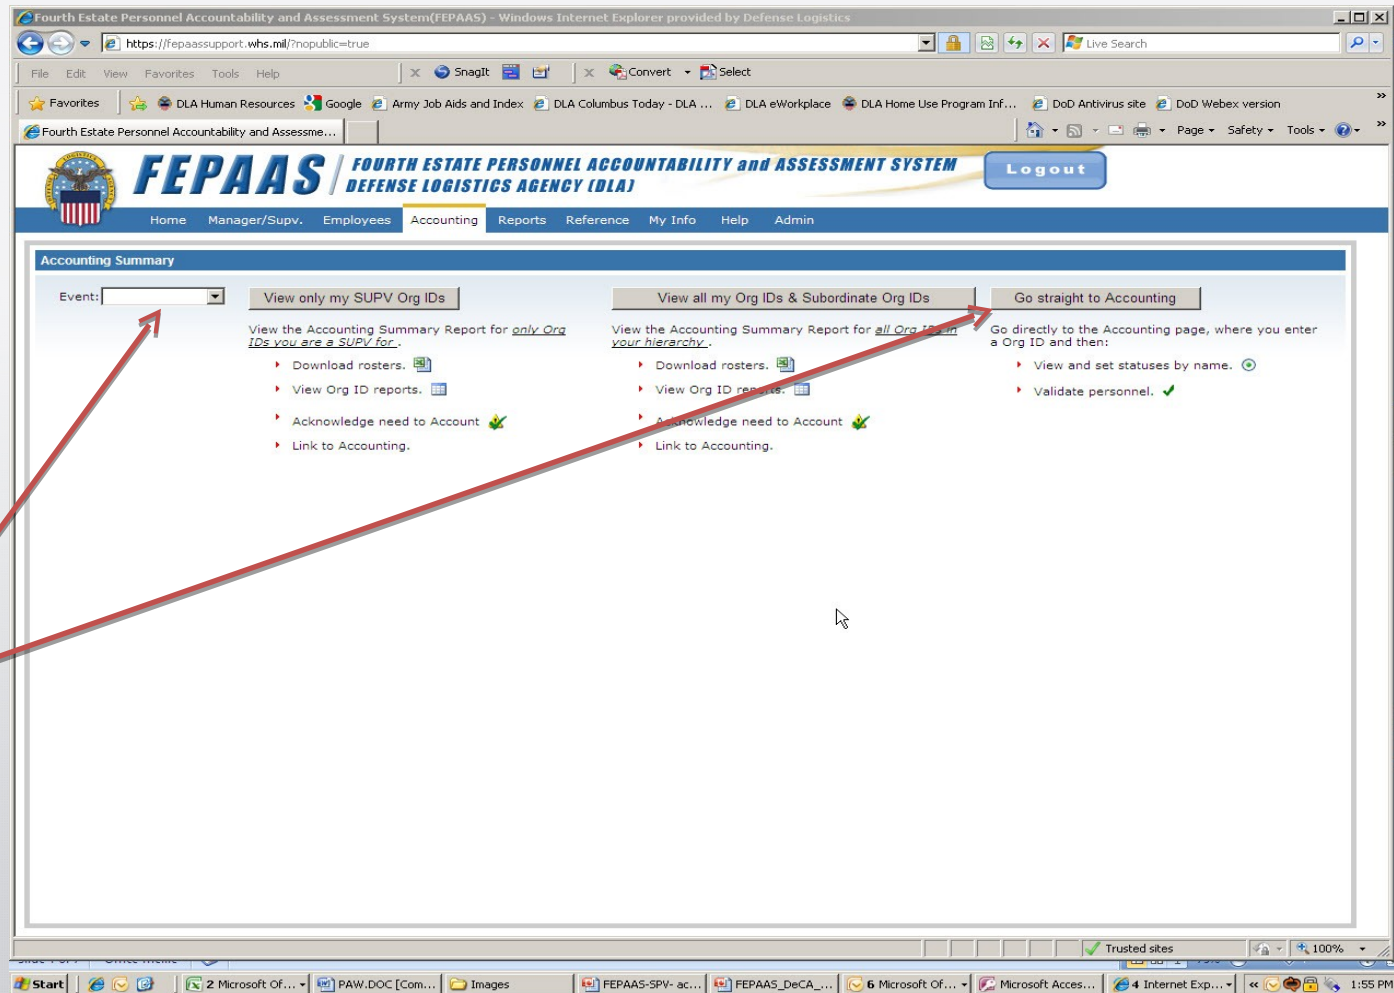 Fourth Estate Personnel Accountability and Assessment System(FEPAAS) - Windows Internet Explorer provided by Defense Logistics
https://fepaassupport.whs.mil/?nopublic=true
Live Search
File Edit View Favorites Tools Help
SnagIt
Convert
Select
Favorites
DLA Human Resources
Google
Army Job Aids and Index
DLA Columbus Today - DLA ...
DLA eWorkplace
DLA Home Use Program Inf...
DoD Antivirus site
DoD Webex version
Fourth Estate Personnel Accountability and Assessme...
Page Safety Tools
FEPAAS
FOURTH ESTATE PERSONNEL ACCOUNTABILITY and ASSESSMENT SYSTEM
DEFENSE LOGISTICS AGENCY (DLA)
Logout
Home Manager/Supv. Employees Accounting Reports Reference My Info Help Admin
Accounting Summary
Event:
View only my SUPV Org IDs
View the Accounting Summary Report for only Org
IDs you are a SUPV for .
Download rosters.
View Org ID reports.
Acknowledge need to Account
Link to Accounting.
View all my Org IDs & Subordinate Org IDs
View the Accounting Summary Report for all Org IDs in
your hierarchy .
Download rosters.
View Org ID reports.
Acknowledge need to Account
Link to Accounting.
Go straight to Accounting
Go directly to the Accounting page, where you enter
a Org ID and then:
View and set statuses by name.
Validate personnel.
Trusted sites
100%
Start
2 Microsoft Of...
PAW.DOC [Com...
Images
FEPAAS-SPV- ac...
FEPAAS_DeCA_...
6 Microsoft Of...
Microsoft Acces...
4 Internet Exp...
1:55 PM